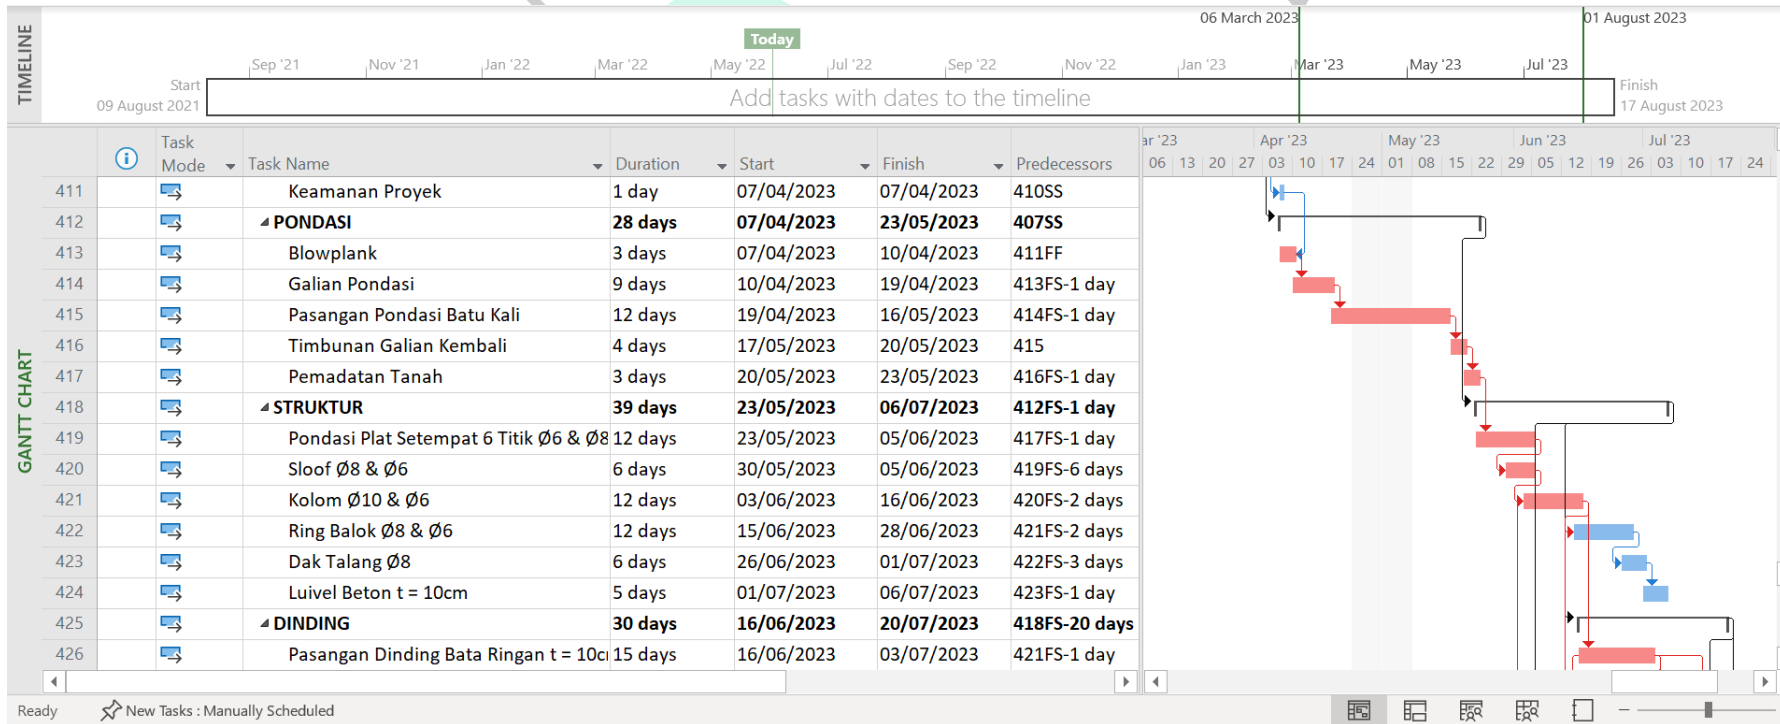 TIMELINE
06 March 2023 01 August 2023
Today
Sep '21 Nov '21 Jan '22 Mar '22 May '22 Jul '22 Sep '22 Nov '22 Jan '23 Mar '23 May '23 Jul '23
Start
09 August 2021
Add tasks with dates to the timeline
Finish
17 August 2023
GANTT CHART
Task Mode Task Name Duration Start Finish Predecessors
ar '23 Apr '23 May '23 Jun '23 Jul '23
06 13 20 27 03 10 17 24 01 08 15 22 29 05 12 19 26 03 10 17 24
411 Keamanan Proyek 1 day 07/04/2023 07/04/2023 410SS
412 PONDASI 28 days 07/04/2023 23/05/2023 407SS
413 Blowplank 3 days 07/04/2023 10/04/2023 411FF
414 Galian Pondasi 9 days 10/04/2023 19/04/2023 413FS-1 day
415 Pasangan Pondasi Batu Kali 12 days 19/04/2023 16/05/2023 414FS-1 day
416 Timbunan Galian Kembali 4 days 17/05/2023 20/05/2023 415
417 Pemadatan Tanah 3 days 20/05/2023 23/05/2023 416FS-1 day
418 STRUKTUR 39 days 23/05/2023 06/07/2023 412FS-1 day
419 Pondasi Plat Setempat 6 Titik Ø6 & Ø8 12 days 23/05/2023 05/06/2023 417FS-1 day
420 Sloof Ø8 & Ø6 6 days 30/05/2023 05/06/2023 419FS-6 days
421 Kolom Ø10 & Ø6 12 days 03/06/2023 16/06/2023 420FS-2 days
422 Ring Balok Ø8 & Ø6 12 days 15/06/2023 28/06/2023 421FS-2 days
423 Dak Talang Ø8 6 days 26/06/2023 01/07/2023 422FS-3 days
424 Luivel Beton t = 10cm 5 days 01/07/2023 06/07/2023 423FS-1 day
425 DINDING 30 days 16/06/2023 20/07/2023 418FS-20 days
426 Pasangan Dinding Bata Ringan t = 10c 15 days 16/06/2023 03/07/2023 421FS-1 day
Ready New Tasks : Manually Scheduled